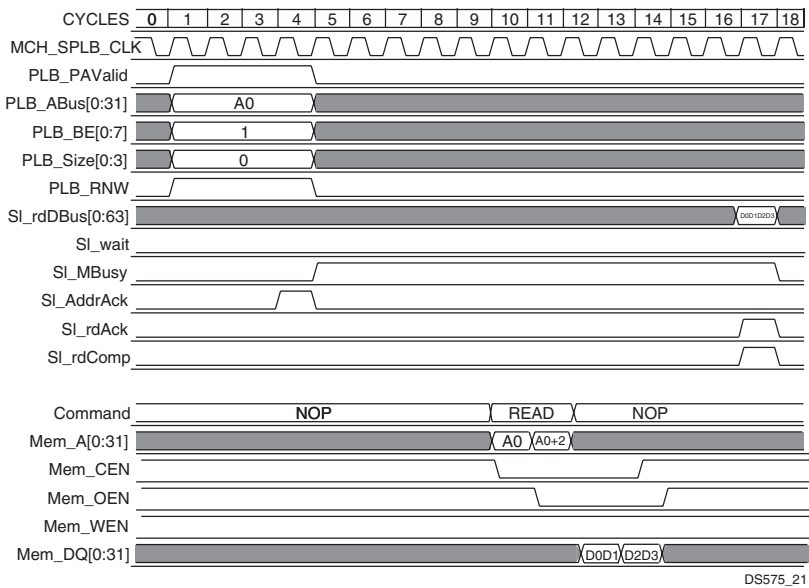 CYCLES 0 1 2 3 4 5 6 7 8 9 10 11 12 13 14 15 16 17 18
MCH_SPLB_CLK
PLB_PAValid
PLB_ABus[0:31] A0
PLB_BE[0:7] 1
PLB_Size[0:3] 0
PLB_RNW
Sl_rdDBus[0:63] D0D1D2D3
Sl_wait
Sl_MBusy
Sl_AddrAck
Sl_rdAck
Sl_rdComp
Command NOP READ NOP
Mem_A[0:31] A0 A0+2
Mem_CEN
Mem_OEN
Mem_WEN
Mem_DQ[0:31] D0D1 D2D3
DS575_21